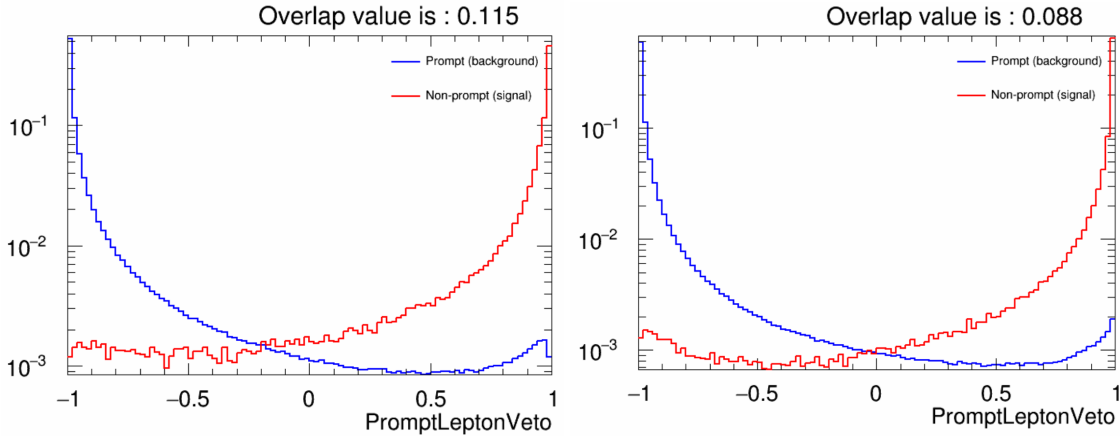 Overlap value is : 0.115
Prompt (background)
Non-prompt (signal)
10⁻¹
10⁻²
10⁻³
−1 −0.5 0 0.5 1
PromptLeptonVeto
Overlap value is : 0.088
Prompt (background)
Non-prompt (signal)
10⁻¹
10⁻²
10⁻³
−1 −0.5 0 0.5 1
PromptLeptonVeto